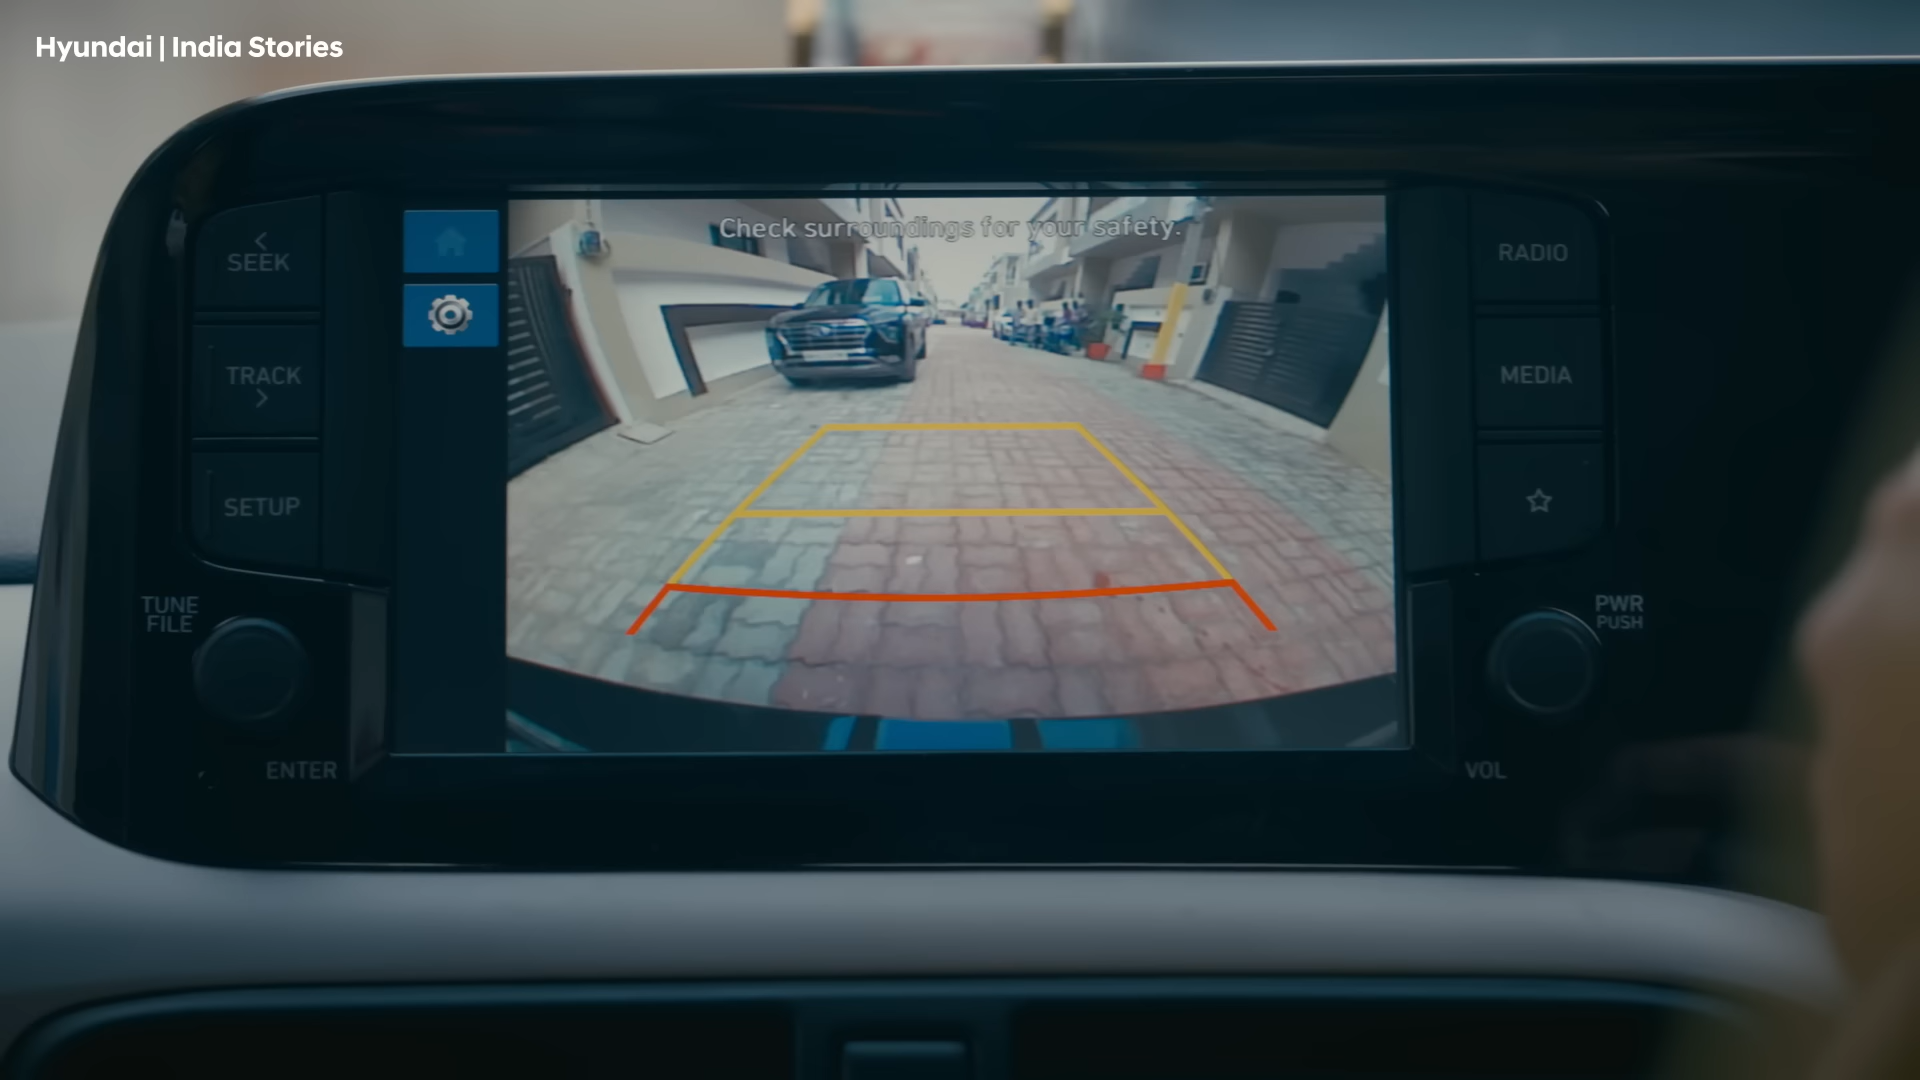 Hyundai | India Stories
Check surroundings for your safety.
SEEK
TRACK
SETUP
TUNE
FILE
ENTER
RADIO
MEDIA
PWR
PUSH
VOL